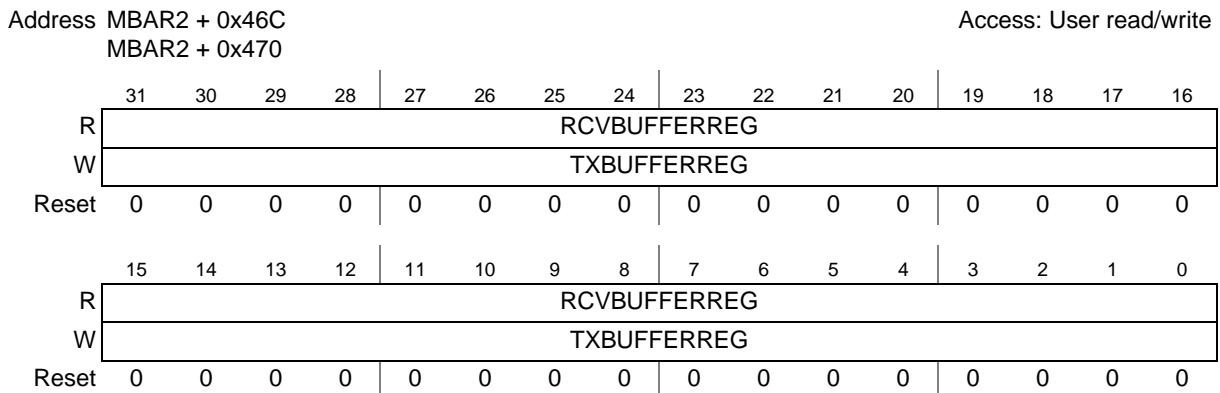 Address MBAR2 + 0x46C Access: User read/write
MBAR2 + 0x470
31 30 29 28 27 26 25 24 23 22 21 20 19 18 17 16
R RCVBUFFERREG
W TXBUFFERREG
Reset 0 0 0 0 0 0 0 0 0 0 0 0 0 0 0 0
15 14 13 12 11 10 9 8 7 6 5 4 3 2 1 0
R RCVBUFFERREG
W TXBUFFERREG
Reset 0 0 0 0 0 0 0 0 0 0 0 0 0 0 0 0